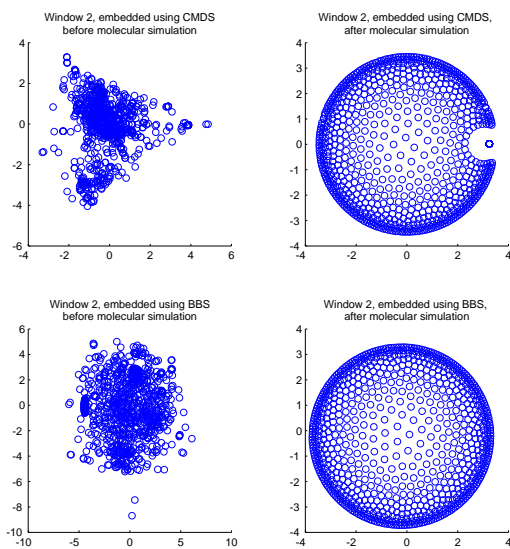 Window 2, embedded using CMDS
before molecular simulation
4
2
0
-2
-4
-6
-4 -2 0 2 4 6
Window 2, embedded using CMDS,
after molecular simulation
4
3
2
1
0
-1
-2
-3
-4
-4 -2 0 2 4
Window 2, embedded using BBS
before molecular simulation
6
4
2
0
-2
-4
-6
-8
-10
-10 -5 0 5 10
Window 2, embedded using BBS,
after molecular simulation
4
3
2
1
0
-1
-2
-3
-4
-4 -2 0 2 4